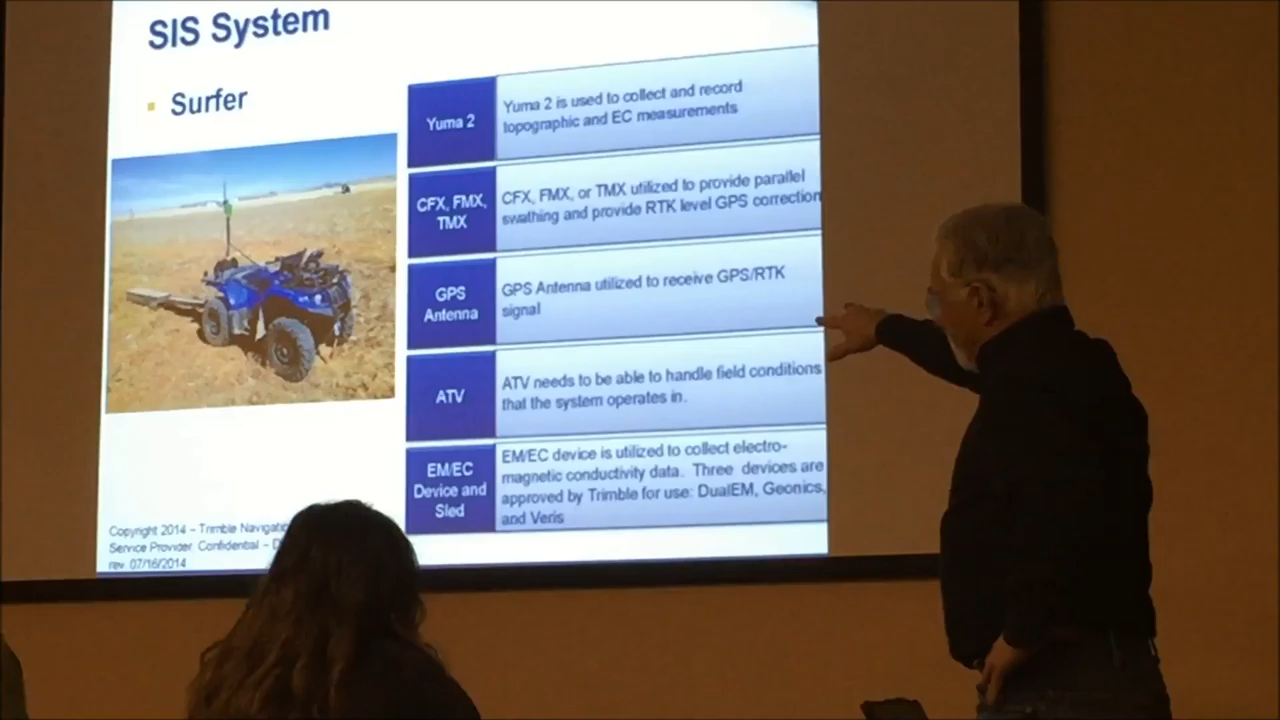 SIS System
▪ Surfer
Yuma 2
Yuma 2 is used to collect and record
topographic and EC measurements
CFX, FMX,
TMX
CFX, FMX, or TMX utilized to provide parallel
swathing and provide RTK level GPS correction
GPS
Antenna
GPS Antenna utilized to receive GPS/RTK
signal
ATV
ATV needs to be able to handle field conditions
that the system operates in.
EM/EC
Device and
Sled
EM/EC device is utilized to collect electro-
magnetic conductivity data. Three devices are
approved by Trimble for use: DualEM, Geonics,
and Veris
Copyright 2014 – Trimble
Service Provider Confidential –
rev. 07/16/2014